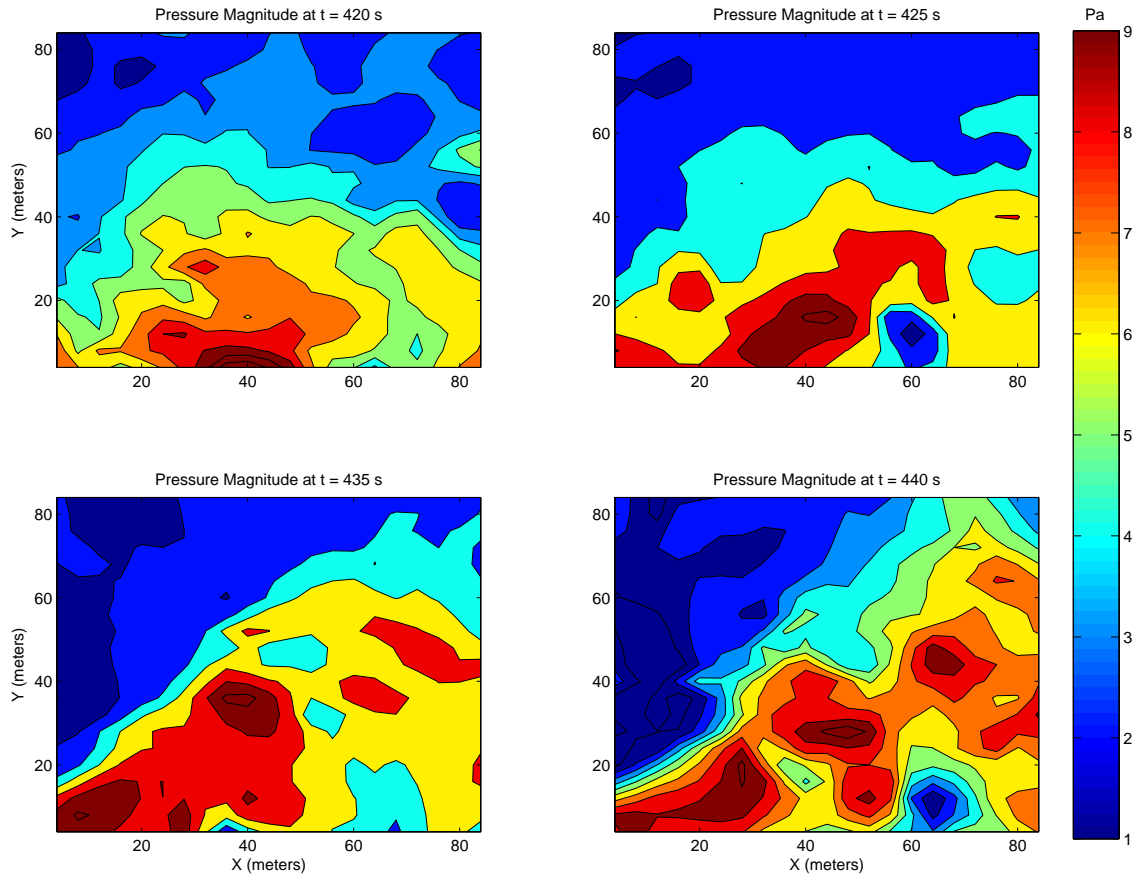 Pressure Magnitude at t = 420 s
Pressure Magnitude at t = 425 s
Pa
80
60
40
20
Y (meters)
20 40 60 80
80
60
40
20
20 40 60 80
9
8
7
6
5
4
3
2
1
Pressure Magnitude at t = 435 s
Pressure Magnitude at t = 440 s
80
60
40
20
Y (meters)
20 40 60 80
X (meters)
80
60
40
20
20 40 60 80
X (meters)